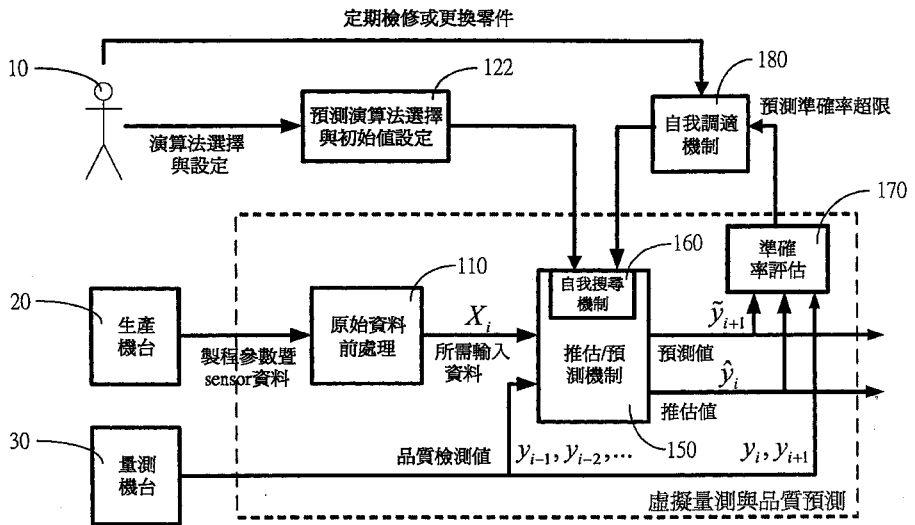 定期檢修或更換零件
10
122
180
預測演算法選擇
與初始值設定
自我調適
機制
預測準確率超限
演算法選擇
與設定
170
準確
率評估
160
自我搜尋
機制
110
20
生產
機台
製程參數暨
sensor資料
原始資料
前處理
X_i
所需輸入
資料
推估/預
測機制
ỹ_{i+1}
預測值
ŷ_i
推估值
30
量測
機台
品質檢測值
y_{i-1}, y_{i-2}, ...
150
y_i, y_{i+1}
虛擬量測與品質預測